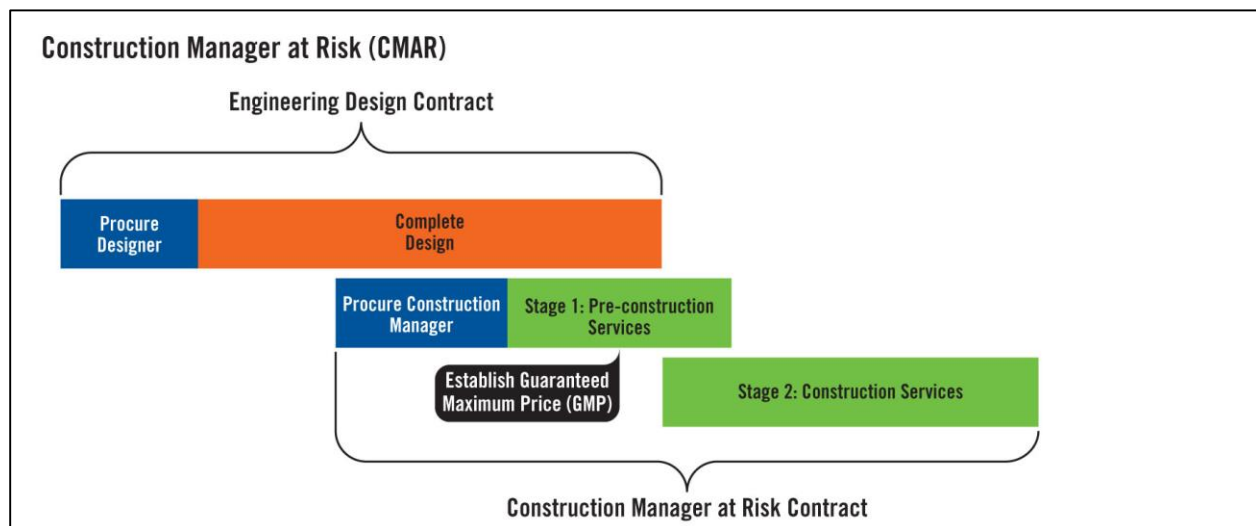 Construction Manager at Risk (CMAR)
Engineering Design Contract
Procure
Designer
Complete
Design
Procure Construction
Manager
Stage 1: Pre-construction
Services
Establish Guaranteed
Maximum Price (GMP)
Stage 2: Construction Services
Construction Manager at Risk Contract